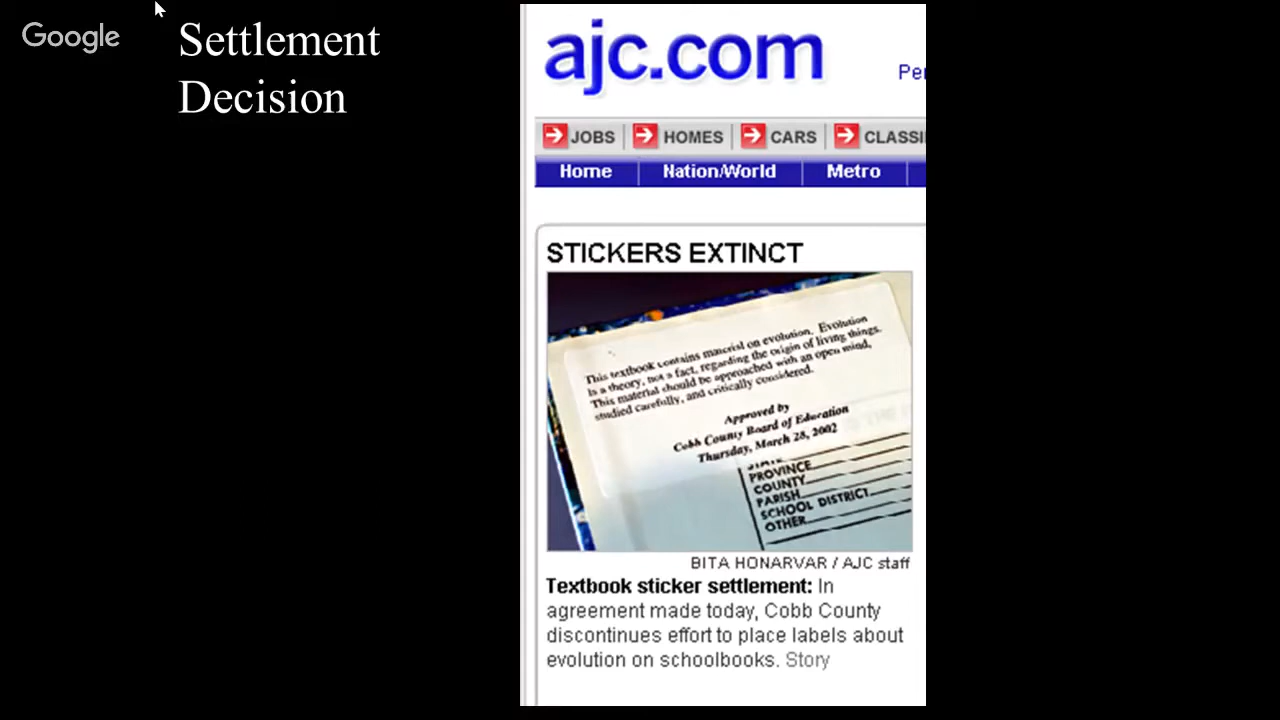 Google
Settlement
Decision
ajc.com
JOBS
HOMES
CARS
Home
Nation/World
Metro
STICKERS EXTINCT
This textbook contains material on evolution. Evolution
is a theory, not a fact, regarding the origin of living things.
This material should be approached with an open mind,
studied carefully, and critically considered.
Approved by
Cobb County Board of Education
Thursday, March 28, 2002
PROVINCE
COUNTY
PARISH
SCHOOL DISTRICT
OTHER
BITA HONARVAR / AJC staff
Textbook sticker settlement: In
agreement made today, Cobb County
discontinues effort to place labels about
evolution on schoolbooks. Story